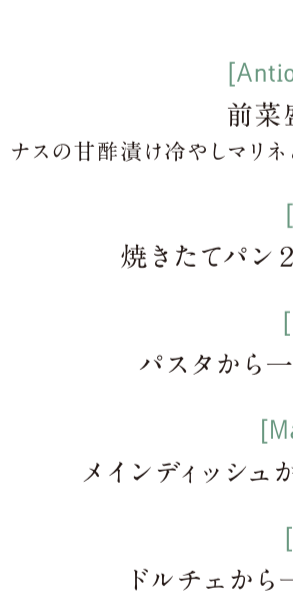 [Antio
前菜
ナスの甘酢漬け冷やしマリネ
[
焼きたてパン2
[
パスタから一
[Ma
メインディッシュか
[
ドルチェから一